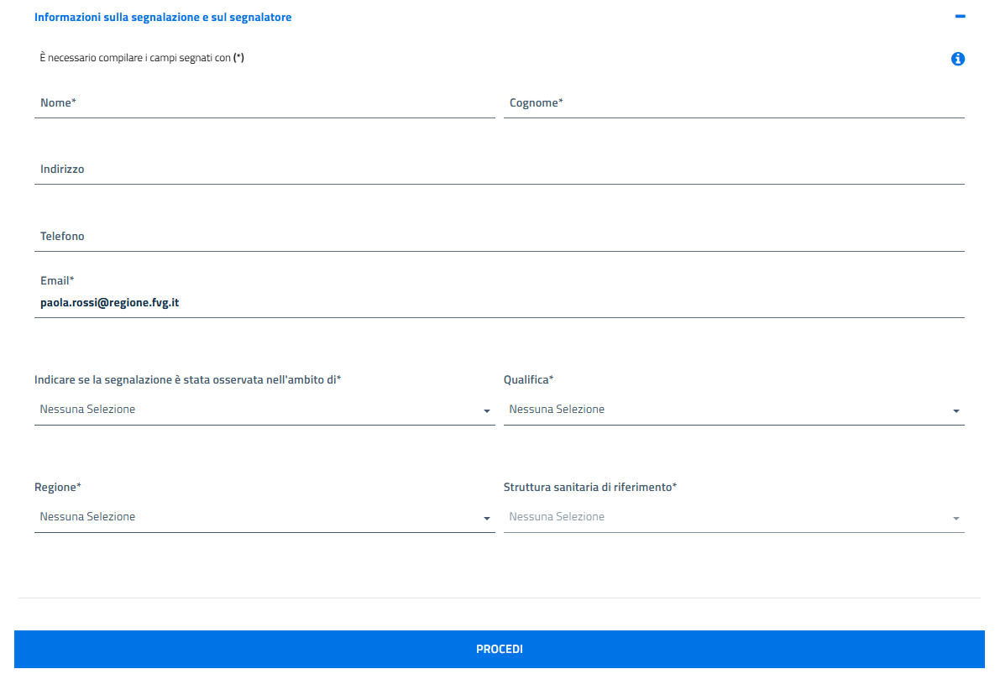 Informazioni sulla segnalazione e sul segnalatore
È necessario compilare i campi segnati con (*)
Nome*
Cognome*
Indirizzo
Telefono
Email*
paola.rossi@regione.fvg.it
Indicare se la segnalazione è stata osservata nell'ambito di*
Qualifica*
Nessuna Selezione
Nessuna Selezione
Regione*
Struttura sanitaria di riferimento*
Nessuna Selezione
Nessuna Selezione
PROCEDI